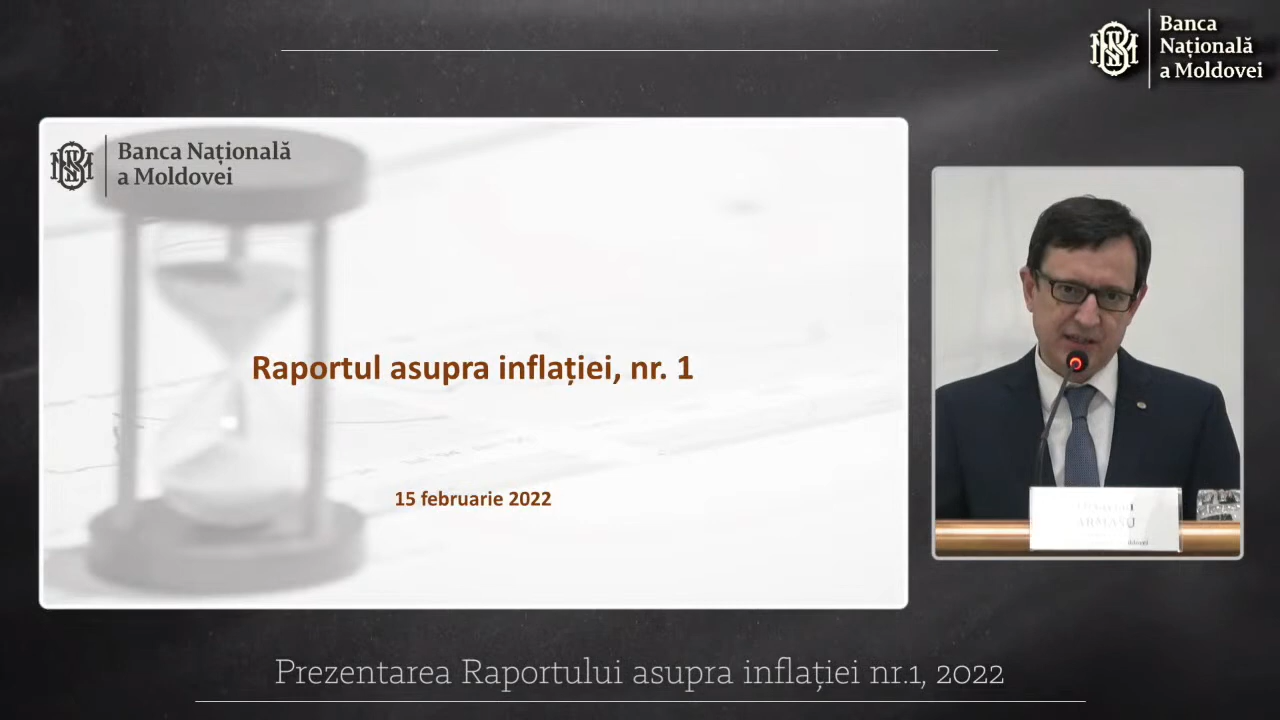 Banca
Națională
a Moldovei
Banca Națională
a Moldovei
Raportul asupra inflației, nr. 1
15 februarie 2022
ARMAȘU
Prezentarea Raportului asupra inflației nr.1, 2022